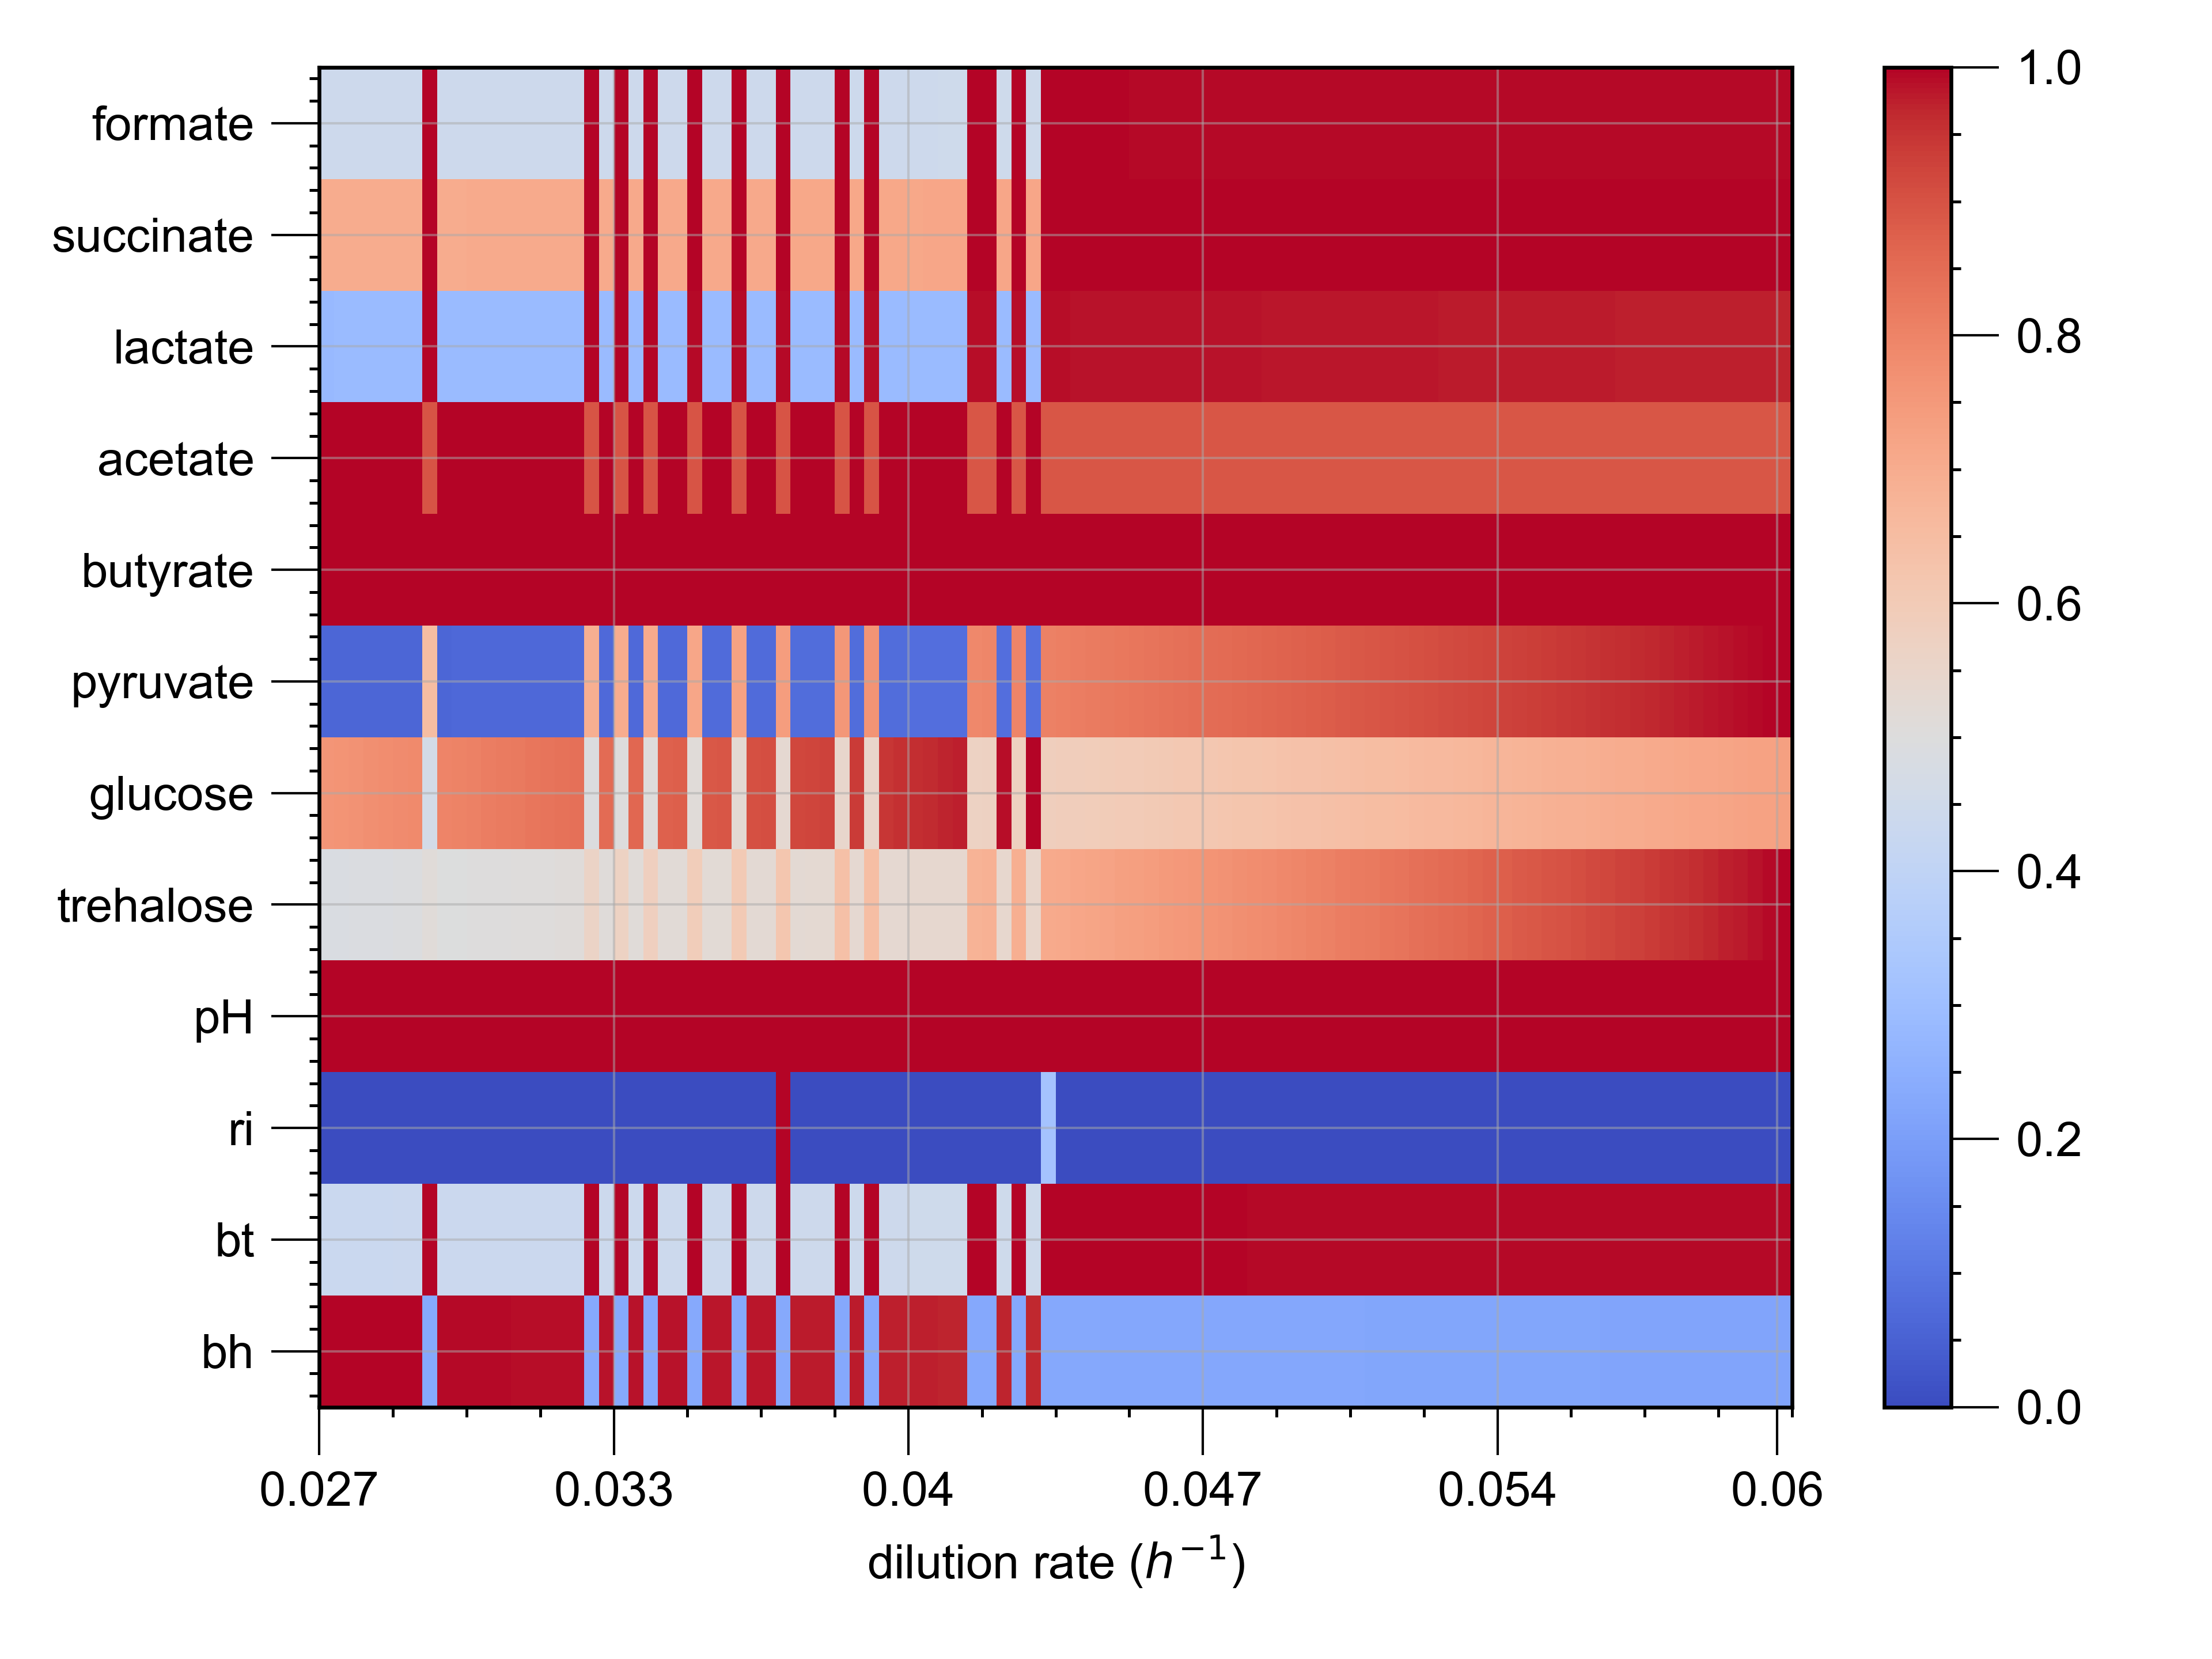 formate
succinate
lactate
acetate
butyrate
pyruvate
glucose
trehalose
pH
ri
bt
bh
0.027 0.033 0.04 0.047 0.054 0.06
dilution rate (h⁻¹)
1.0
0.8
0.6
0.4
0.2
0.0